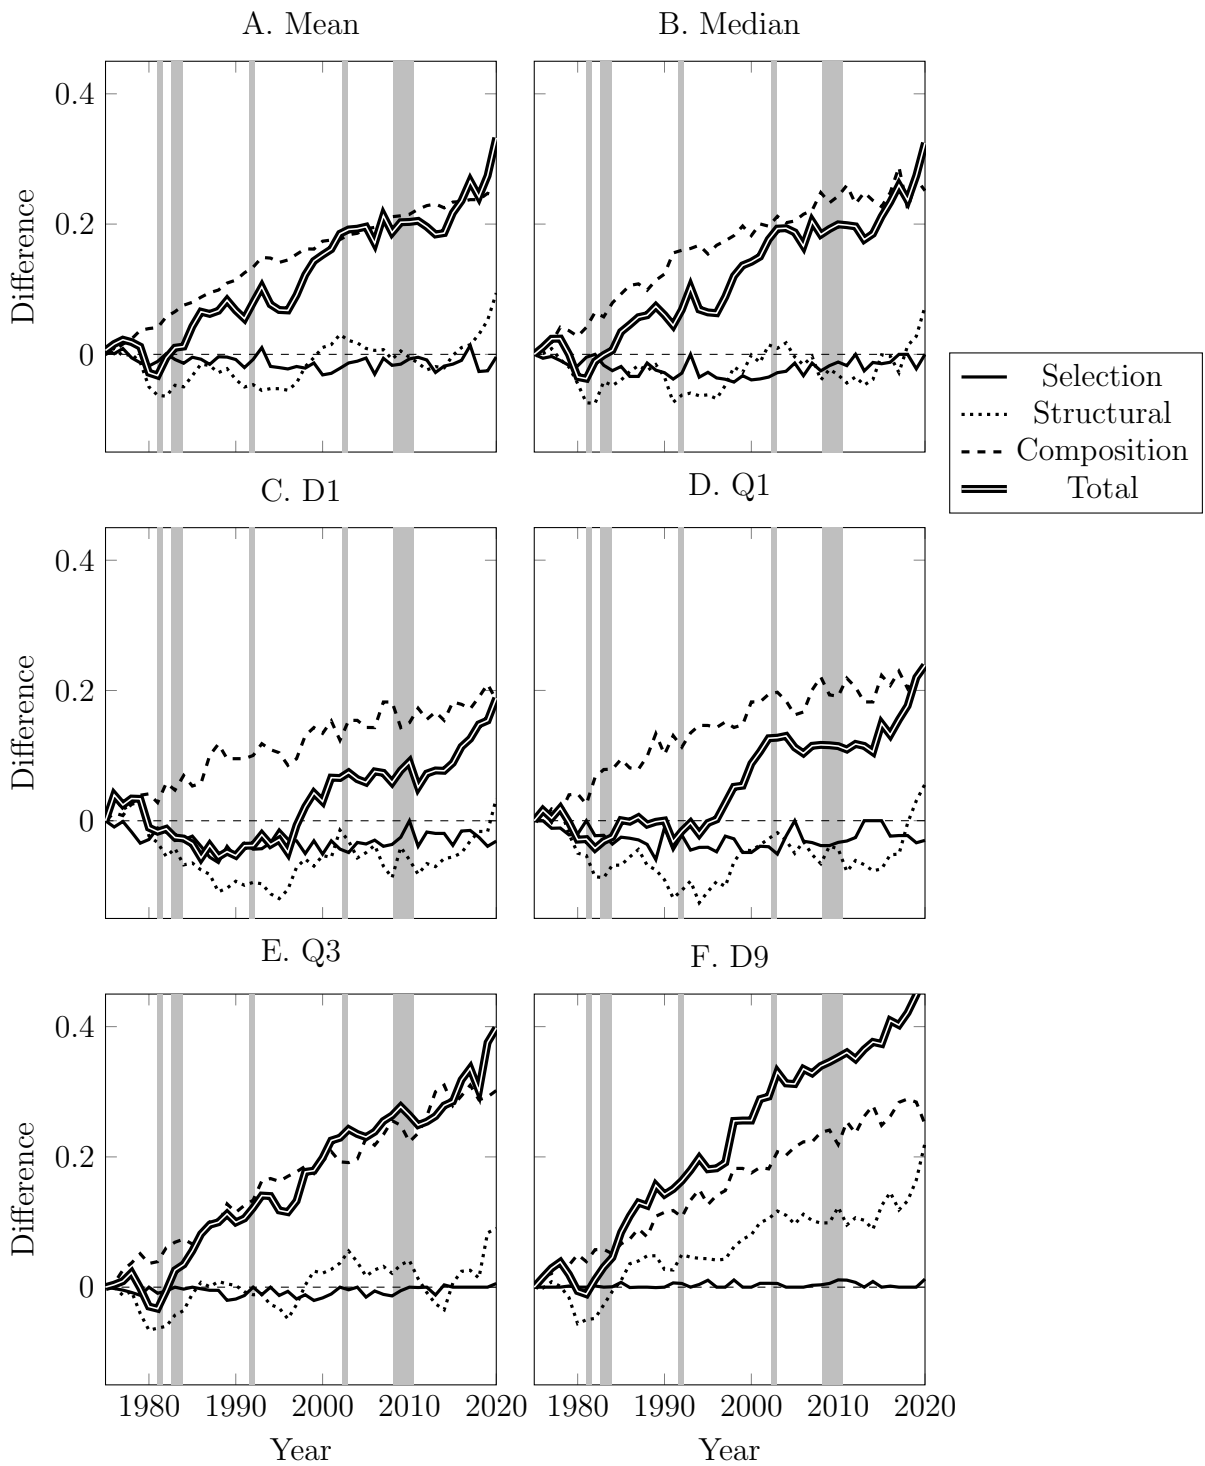 A. Mean
B. Median
0.4
0.2
0
Difference
Selection
Structural
Composition
Total
C. D1
D. Q1
0.4
0.2
0
Difference
E. Q3
F. D9
0.4
0.2
0
Difference
1980 1990 2000 2010 2020
1980 1990 2000 2010 2020
Year
Year